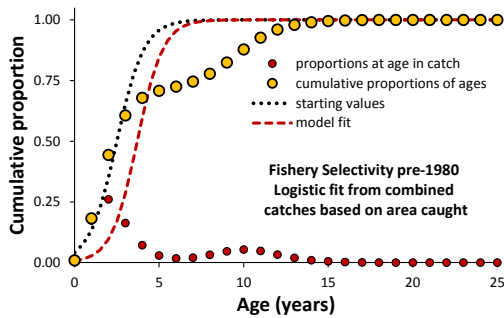 Cumulative proportion
1.00
0.75
0.50
0.25
0.00
proportions at age in catch
cumulative proportions of ages
starting values
model fit
Fishery Selectivity pre-1980
Logistic fit from combined
catches based on area caught
0 5 10 15 20 25
Age (years)